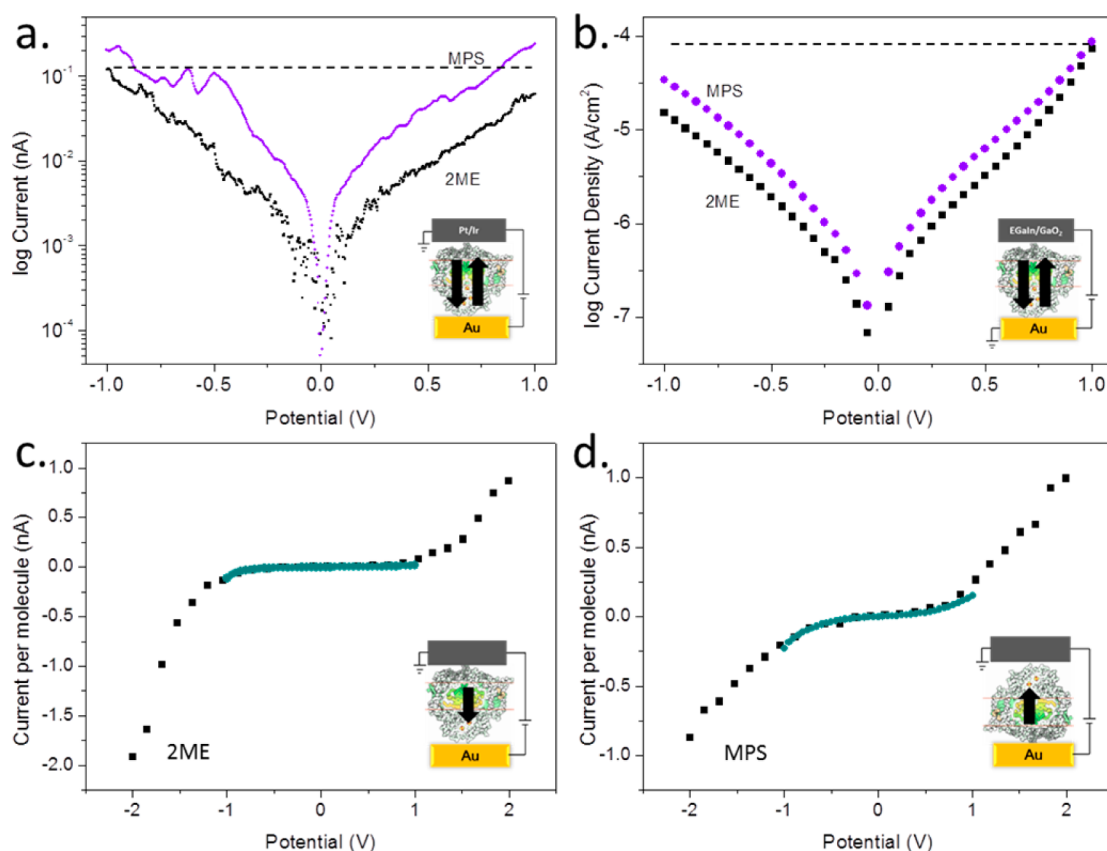 a.
log Current (nA)
10⁻¹
10⁻²
10⁻³
10⁻⁴
MPS
2ME
Pt/Ir
Au
-1.0 -0.5 0.0 0.5 1.0
Potential (V)
b.
log Current Density (A/cm²)
-4
-5
-6
-7
MPS
2ME
EGaIn/GaO₂
Au
-1.0 -0.5 0.0 0.5 1.0
Potential (V)
c.
Current per molecule (nA)
1.0
0.5
0.0
-0.5
-1.0
-1.5
-2.0
2ME
Au
-2 -1 0 1 2
Potential (V)
d.
Current per molecule (nA)
1.0
0.5
0.0
-0.5
-1.0
MPS
Au
-2 -1 0 1 2
Potential (V)